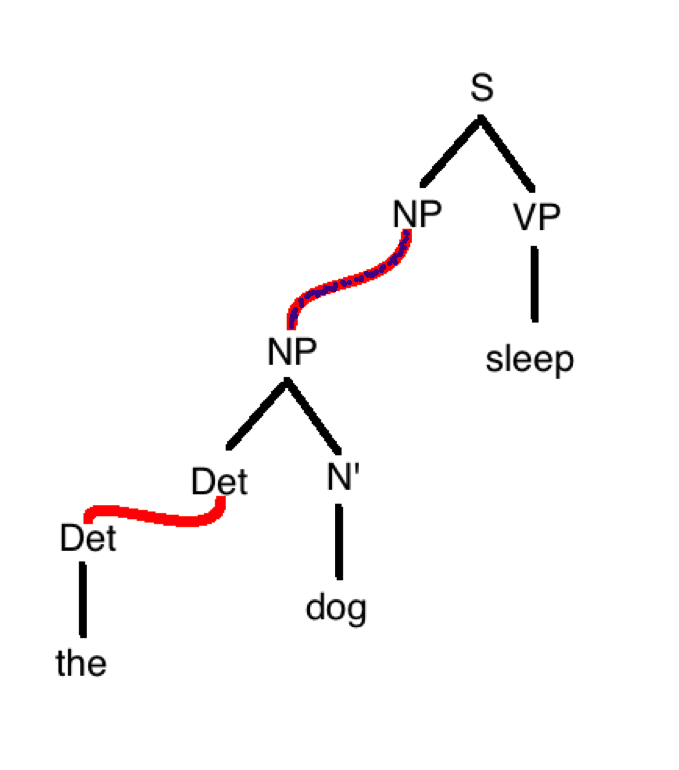 S
NP VP
NP sleep
Det N'
Det
dog
the